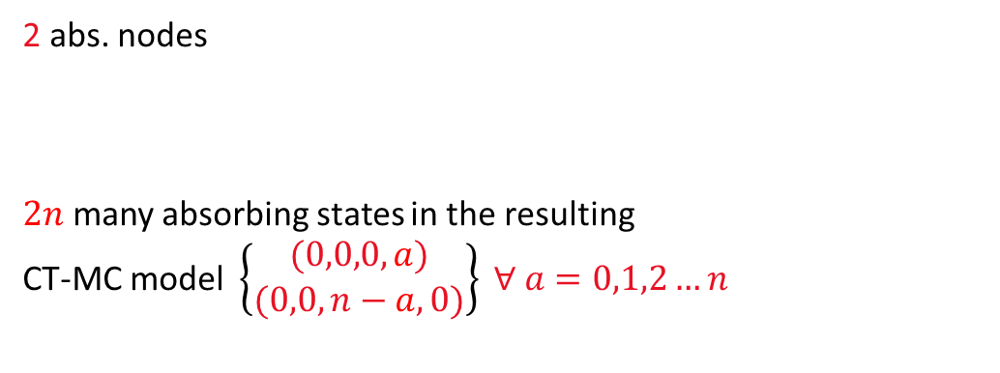 2 abs. nodes
2n many absorbing states in the resulting
CT-MC model { (0,0,0, a) (0,0, n − a, 0) } ∀ a = 0,1,2 … n